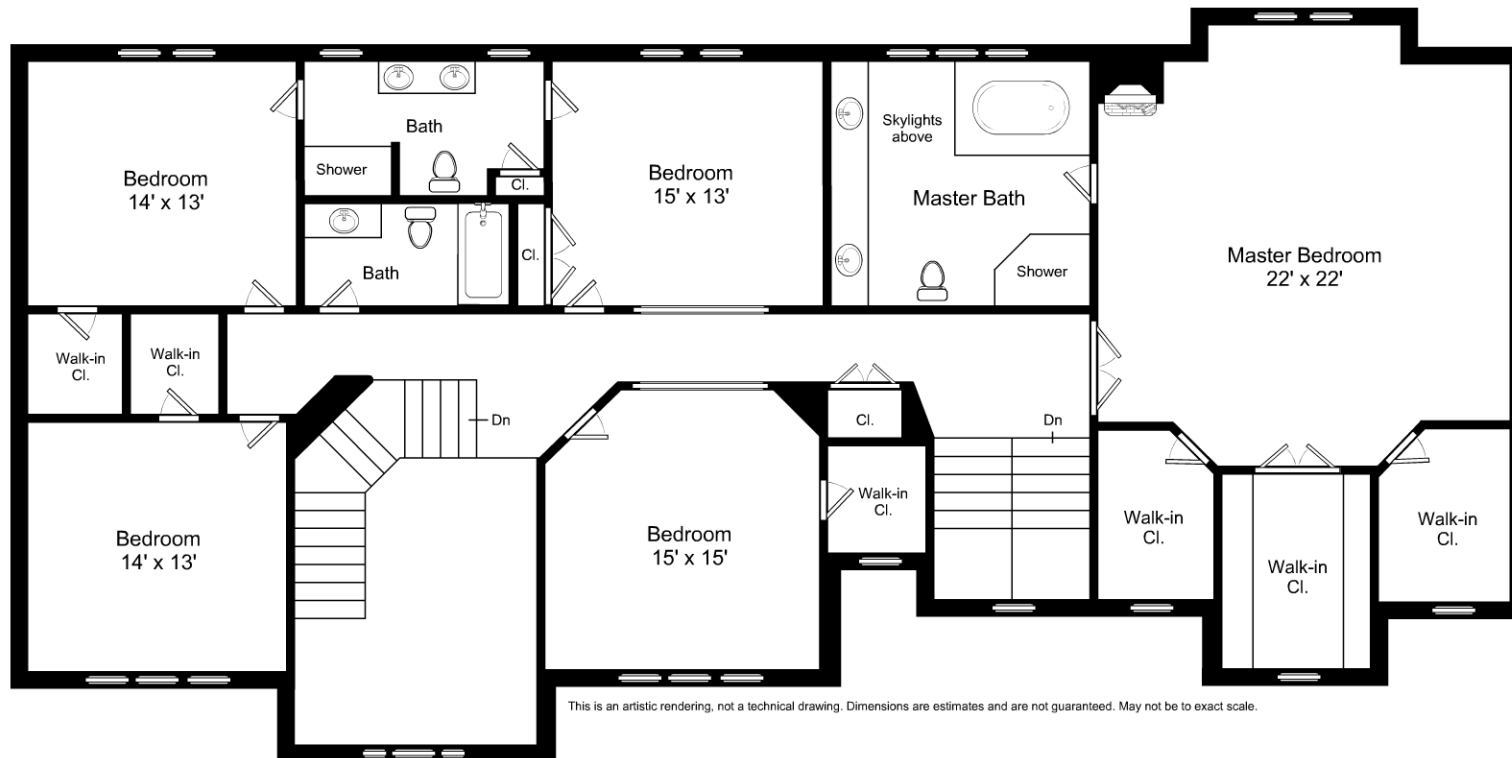 Bedroom
14' x 13'
Bath
Shower
Cl.
Bedroom
15' x 13'
Skylights
above
Master Bath
Shower
Master Bedroom
22' x 22'
Bath
Cl.
Walk-in
Cl.
Walk-in
Cl.
Dn
Cl.
Dn
Bedroom
14' x 13'
Bedroom
15' x 15'
Walk-in
Cl.
Walk-in
Cl.
Walk-in
Cl.
Walk-in
Cl.
This is an artistic rendering, not a technical drawing. Dimensions are estimates and are not guaranteed. May not be to exact scale.